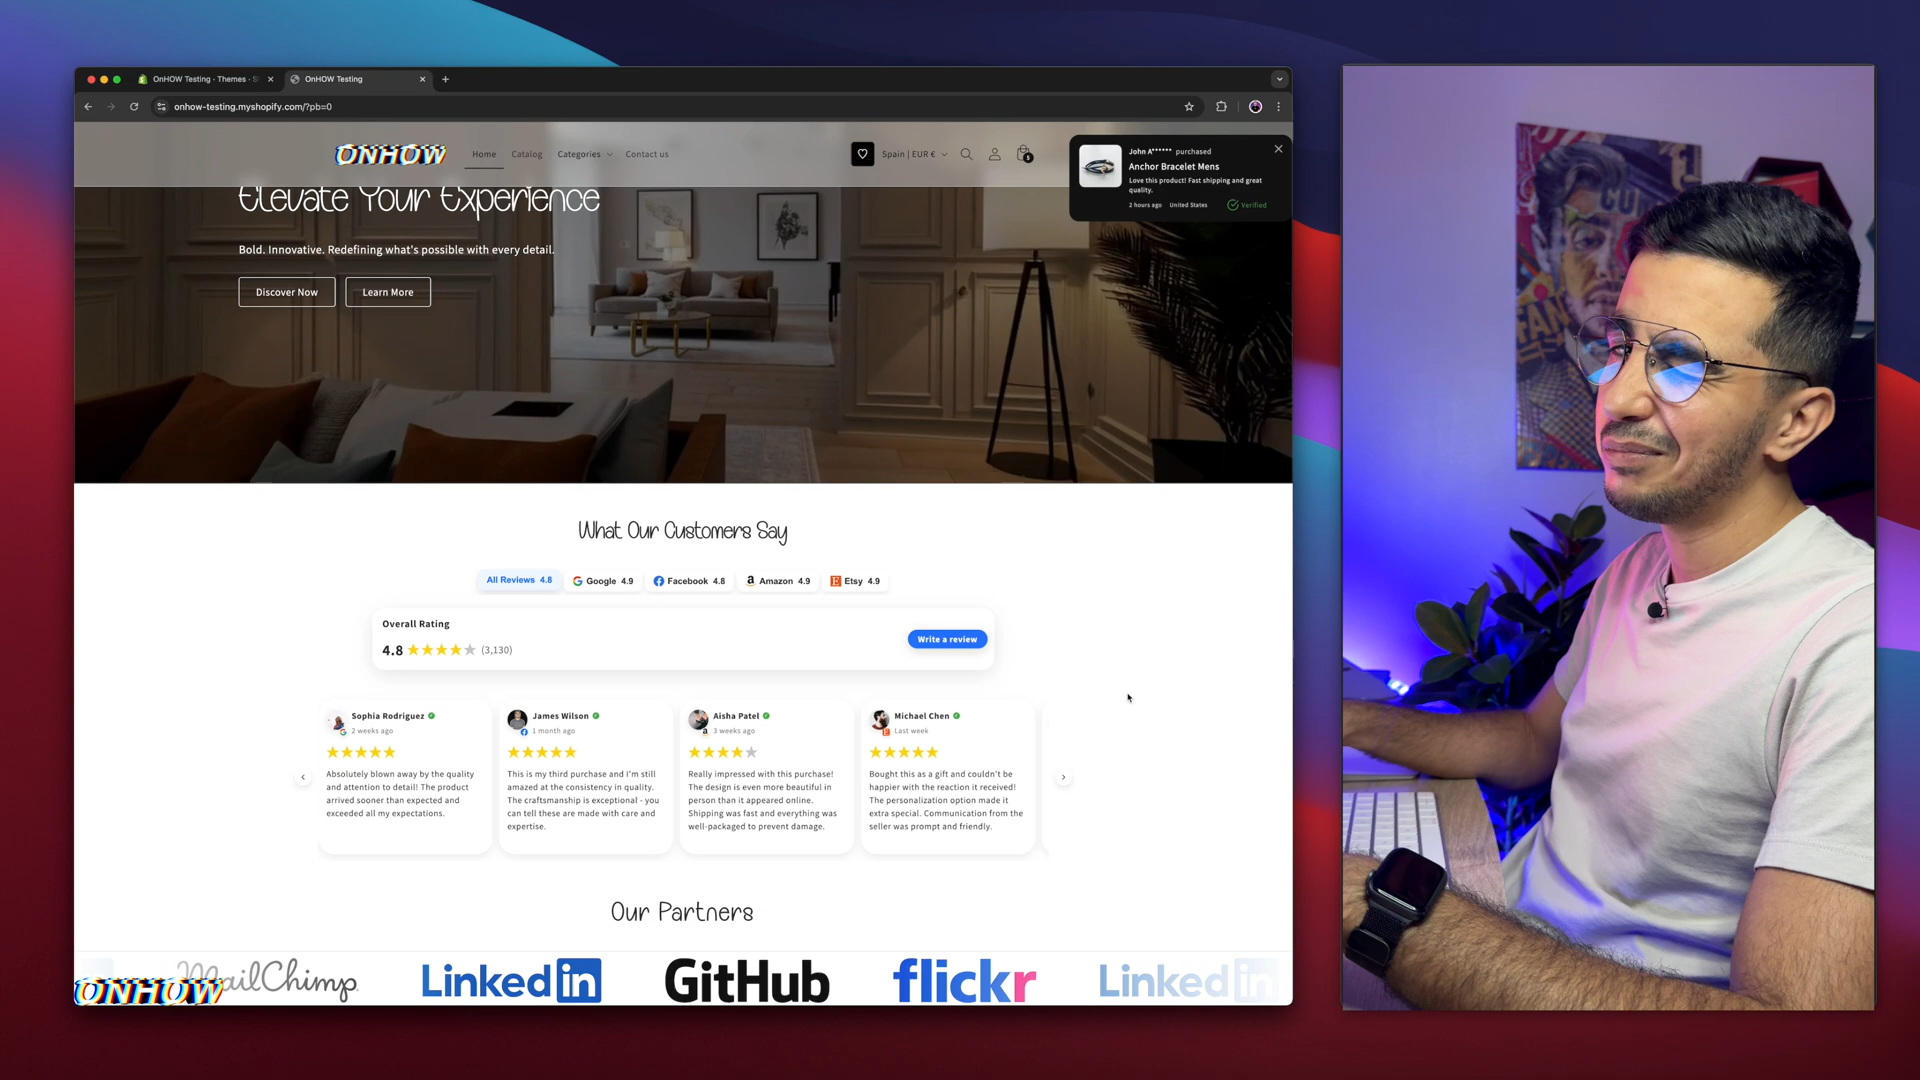 OnHOW Testing · Themes · S
OnHOW Testing
onhow-testing.myshopify.com/?pb=0
ONHOW
Home
Catalog
Categories
Contact us
Spain | EUR €
5
John A****** purchased
Anchor Bracelet Mens
Love this product! Fast shipping and great
quality.
2 hours ago
United States
Verified
Elevate Your Experience
Bold. Innovative. Redefining what's possible with every detail.
Discover Now
Learn More
What Our Customers Say
All Reviews 4.8
Google 4.9
Facebook 4.8
Amazon 4.9
Etsy 4.9
Overall Rating
4.8
(3,130)
Write a review
Sophia Rodriguez
2 weeks ago
Absolutely blown away by the quality
and attention to detail! The product
arrived sooner than expected and
exceeded all my expectations.
James Wilson
1 month ago
This is my third purchase and I'm still
amazed at the consistency in quality.
The craftsmanship is exceptional - you
can tell these are made with care and
expertise.
Aisha Patel
3 weeks ago
Really impressed with this purchase!
The design is even more beautiful in
person than it appeared online.
Shipping was fast and everything was
well-packaged to prevent damage.
Michael Chen
Last week
Bought this as a gift and couldn't be
happier with the reaction it received!
The personalization option made it
extra special. Communication from the
seller was prompt and friendly.
Our Partners
MailChimp
LinkedIn
GitHub
flickr
LinkedIn
ONHOW